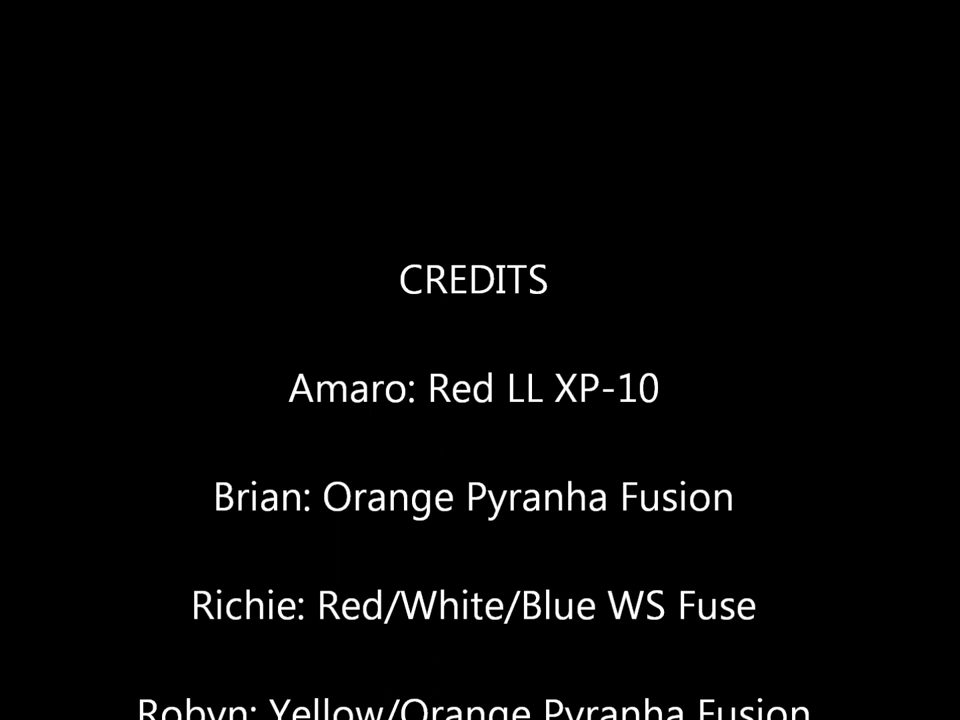 CREDITS
Amaro: Red LL XP-10
Brian: Orange Pyranha Fusion
Richie: Red/White/Blue WS Fuse
Robyn: Yellow/Orange Pyranha Fusion